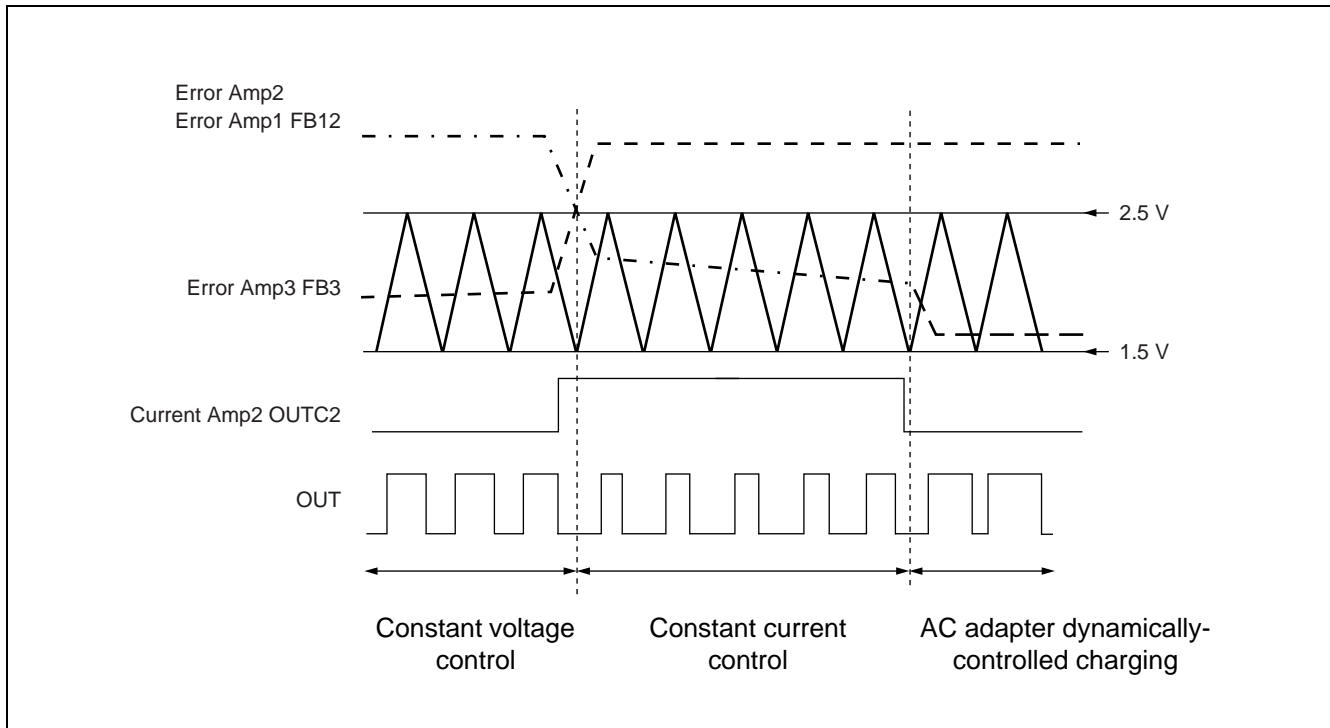 Error Amp2
Error Amp1 FB12
2.5 V
Error Amp3 FB3
1.5 V
Current Amp2 OUTC2
OUT
Constant voltage
control
Constant current
control
AC adapter dynamically-
controlled charging